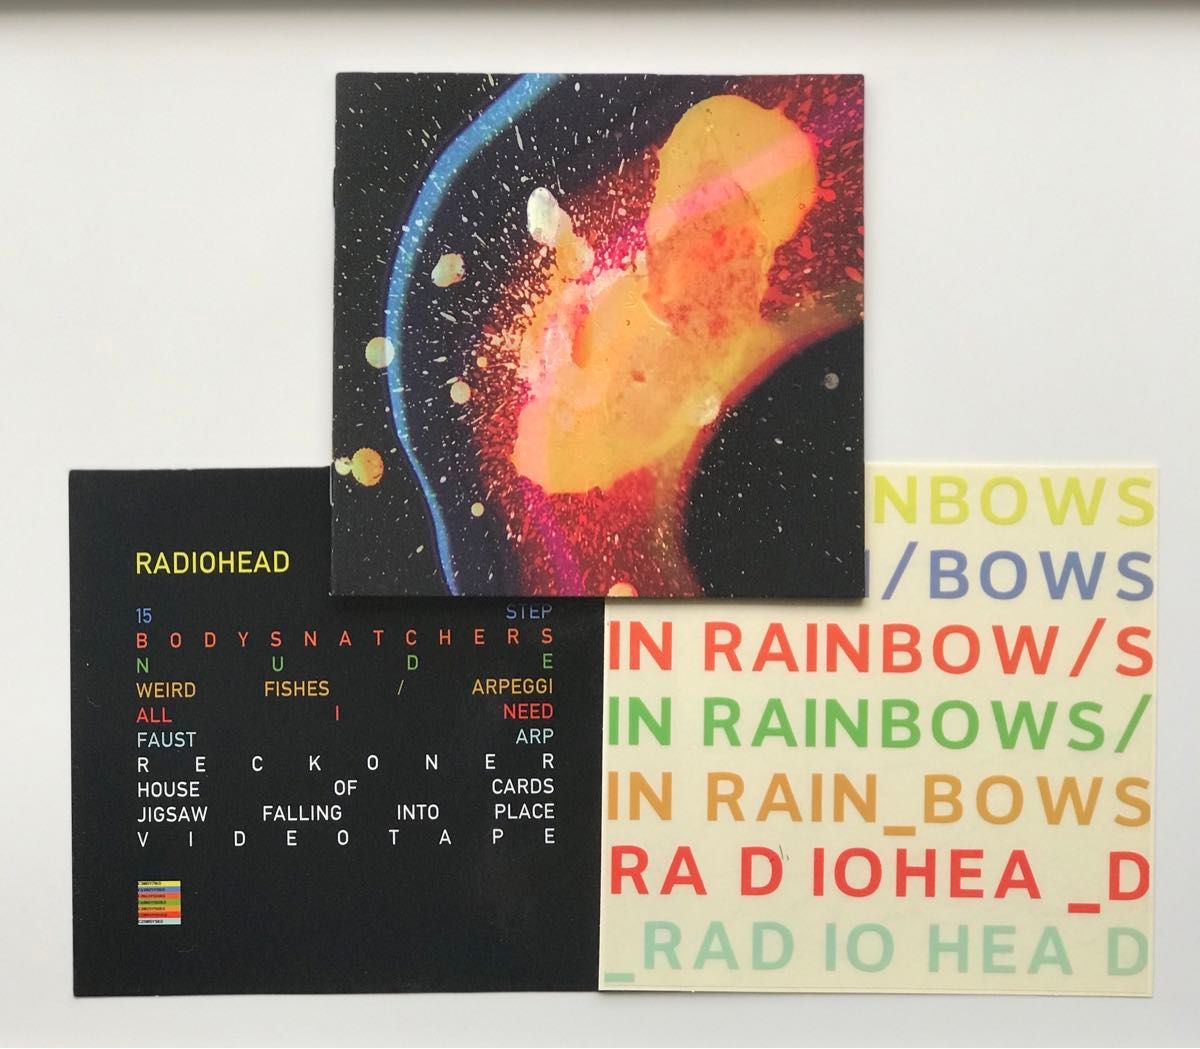 RADIOHEAD
15 STEP
BODYSNATCHERS
NUDE
WEIRD FISHES / ARPEGGI
ALL I NEED
FAUST ARP
RECKONER
HOUSE OF CARDS
JIGSAW FALLING INTO PLACE
VIDEOTAPE
NBOWS
/BOWS
IN RAINBOW/S
IN RAINBOWS/
IN RAIN_BOWS
RA D IOHEA _D
_RAD IO HEA D